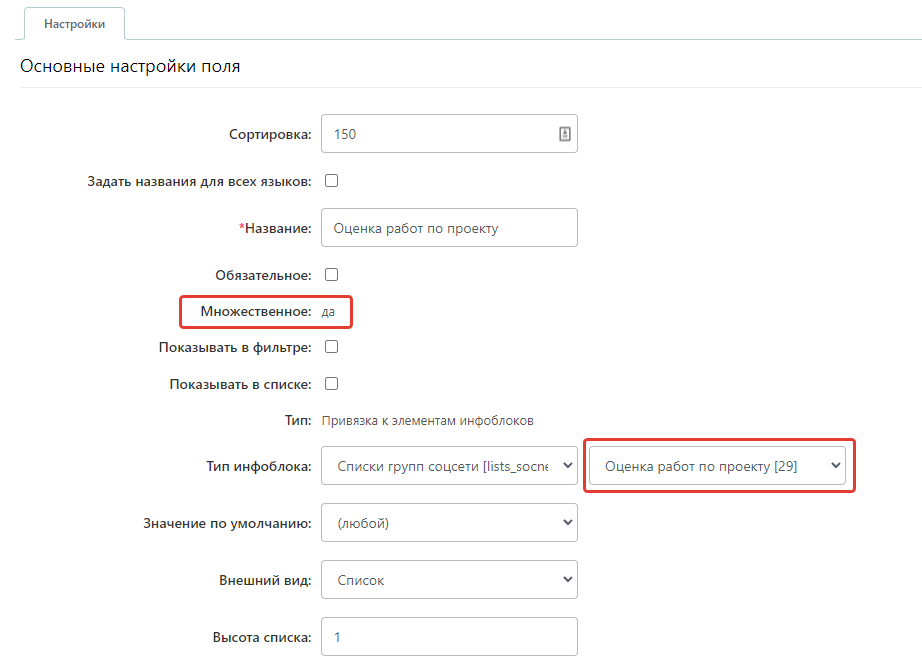 Настройки
Основные настройки поля
Сортировка: 150
Задать названия для всех языков:
*Название: Оценка работ по проекту
Обязательное:
Множественное: да
Показывать в фильтре:
Показывать в списке:
Тип: Привязка к элементам инфоблоков
Тип инфоблока: Списки групп соцсети [lists_socne Оценка работ по проекту [29]
Значение по умолчанию: (любой)
Внешний вид: Список
Высота списка: 1